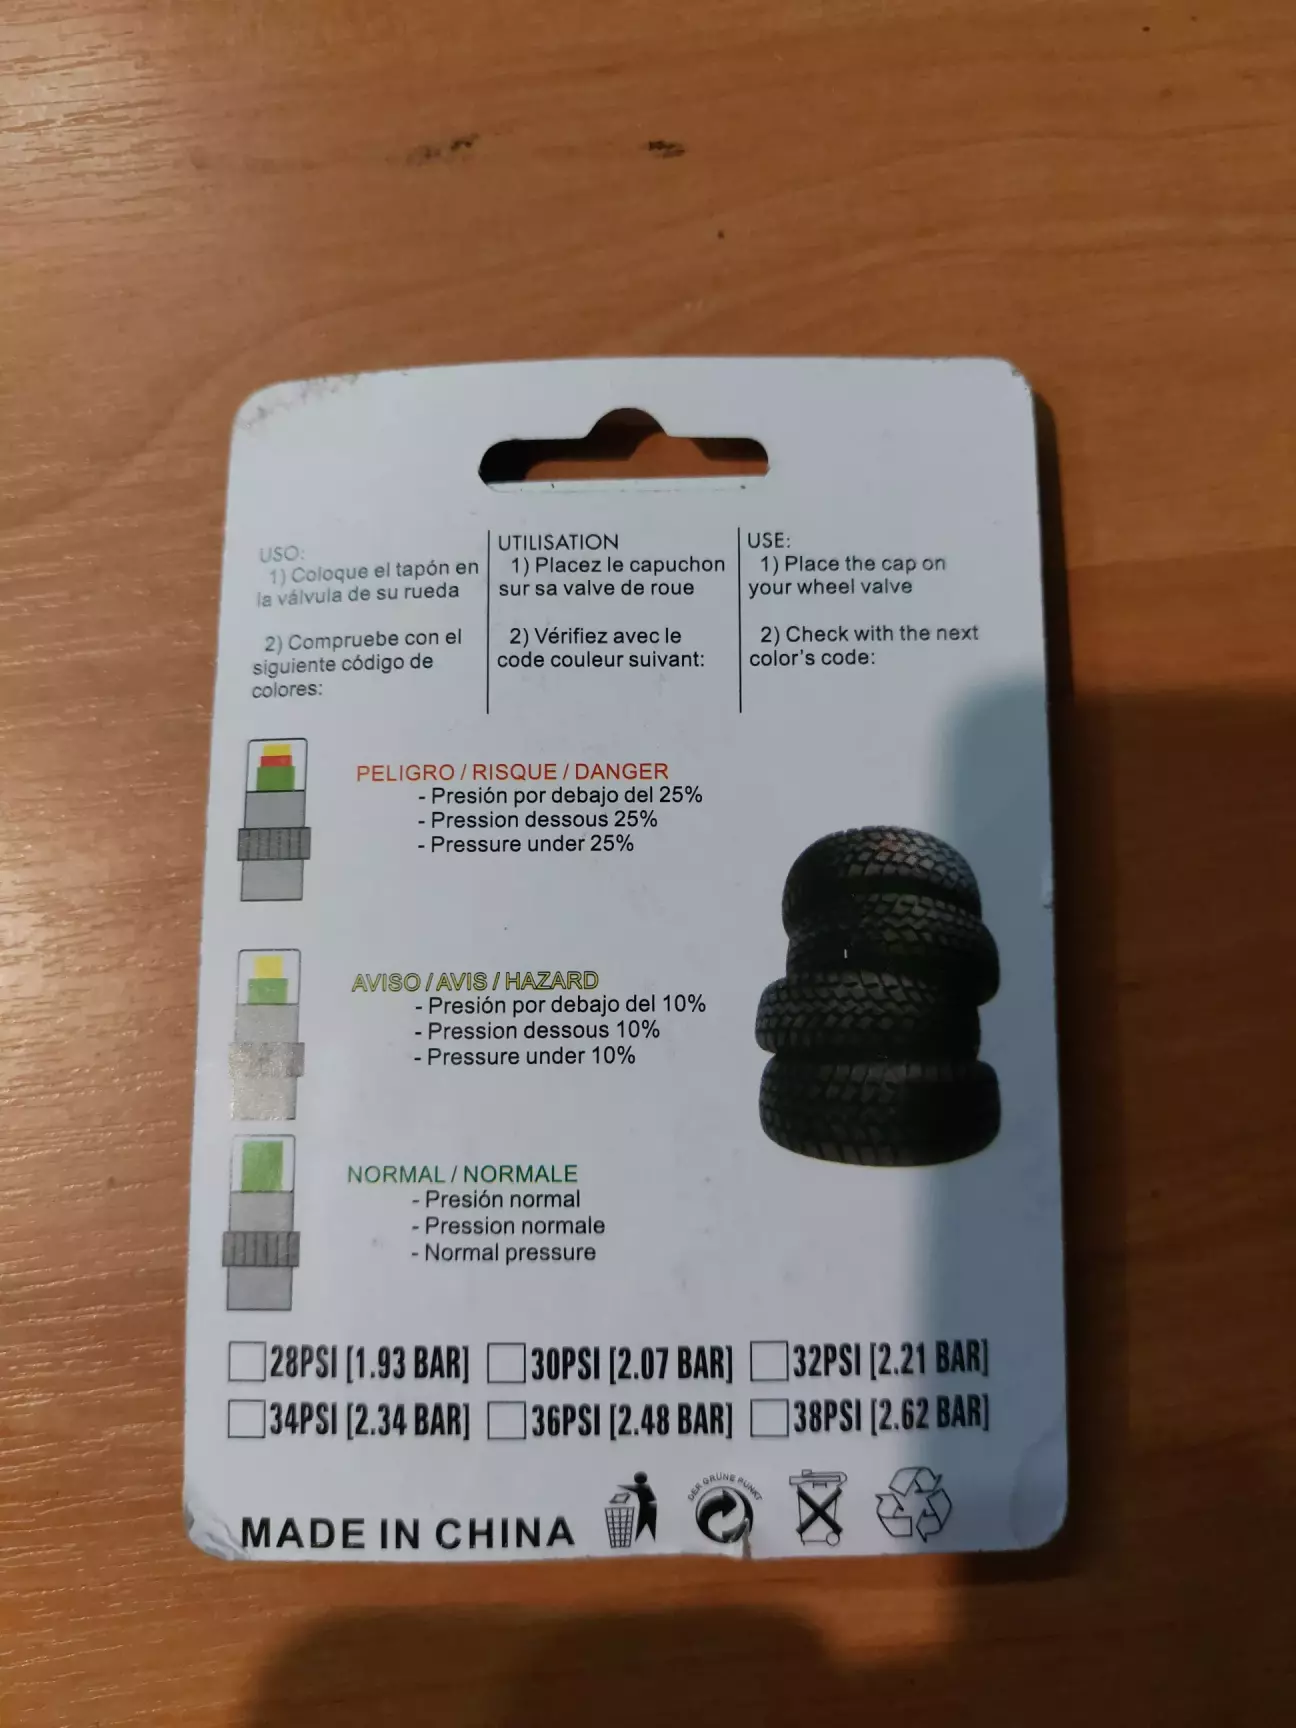 USO:
1) Coloque el tapón en
la válvula de su rueda
2) Compruebe con el
siguiente código de
colores:
UTILISATION
1) Placez le capuchon
sur sa valve de roue
2) Vérifiez avec le
code couleur suivant:
USE:
1) Place the cap on
your wheel valve
2) Check with the next
color's code:
PELIGRO / RISQUE / DANGER
- Presión por debajo del 25%
- Pression dessous 25%
- Pressure under 25%
AVISO / AVIS / HAZARD
- Presión por debajo del 10%
- Pression dessous 10%
- Pressure under 10%
NORMAL / NORMALE
- Presión normal
- Pression normale
- Normal pressure
28PSI [1.93 BAR] 30PSI [2.07 BAR] 32PSI [2.21 BAR]
34PSI [2.34 BAR] 36PSI [2.48 BAR] 38PSI [2.62 BAR]
MADE IN CHINA
DER GRÜNE PUNKT